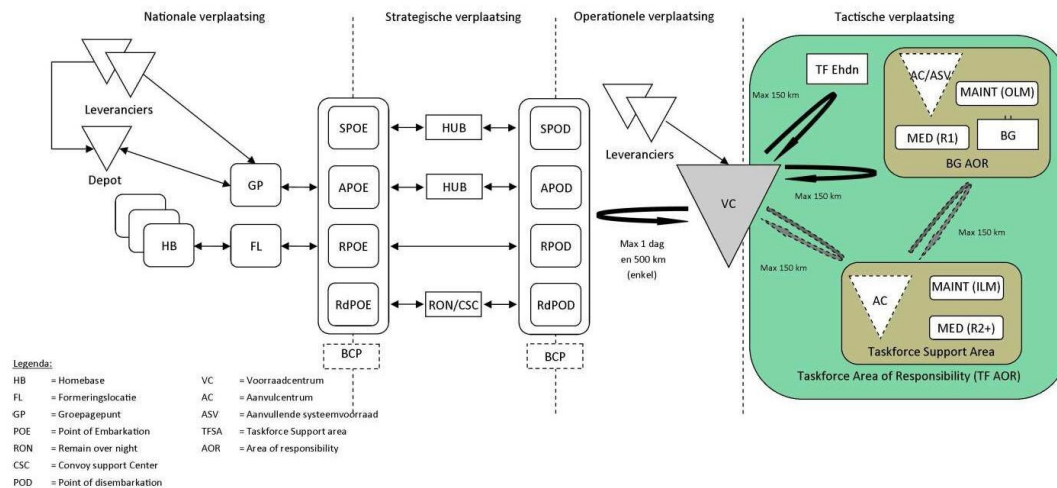 Nationale verplaatsing
Strategische verplaatsing
Operationele verplaatsing
Tactische verplaatsing
Leveranciers
Depot
GP
HB
FL
SPOE
APOE
RPOE
RdPOE
BCP
HUB
HUB
RON/CSC
SPOD
APOD
RPOD
RdPOD
BCP
Leveranciers
VC
Max 1 dag
en 500 km
(enkel)
TF Ehdn
Max 150 km
AC/ASV
MAINT (OLM)
MED (R1)
BG
BG AOR
Max 150 km
Max 150 km
Max 150 km
AC
MAINT (ILM)
MED (R2+)
Taskforce Support Area
Taskforce Area of Responsibility (TF AOR)
Legenda:
HB = Homebase
FL = Formeringslocatie
GP = Groepagepunt
POE = Point of Embarkation
RON = Remain over night
CSC = Convoy support Center
POD = Point of disembarkation
VC = Voorraadcentrum
AC = Aanvulcentrum
ASV = Aanvullende systeemvoorraad
TFSA = Taskforce Support area
AOR = Area of responsibility